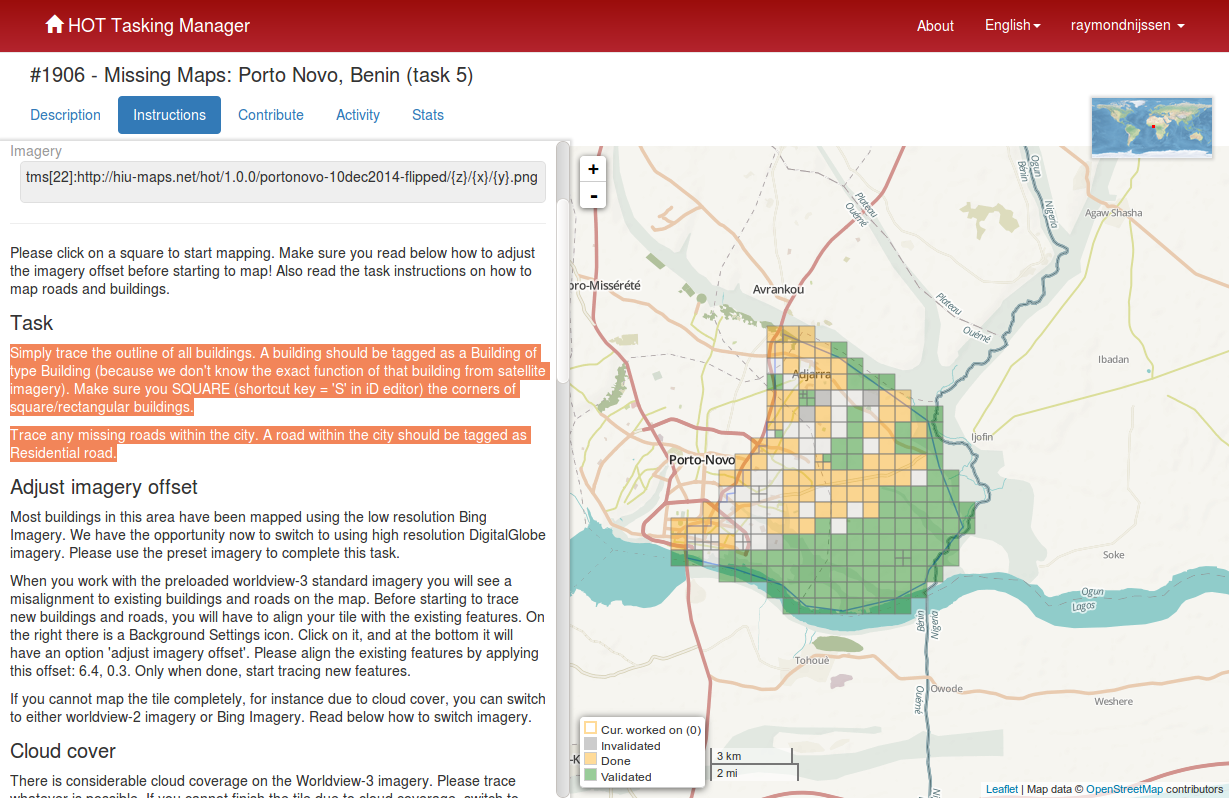 HOT Tasking Manager
About
English
raymondnijssen
#1906 - Missing Maps: Porto Novo, Benin (task 5)
Description
Instructions
Contribute
Activity
Stats
Imagery
tms[22]:http://hiu-maps.net/hot/1.0.0/portonovo-10dec2014-flipped/{z}/{x}/{y}.png
Please click on a square to start mapping. Make sure you read below how to adjust
the imagery offset before starting to map! Also read the task instructions on how to
map roads and buildings.
Task
Simply trace the outline of all buildings. A building should be tagged as a Building of
type Building (because we don't know the exact function of that building from satellite
imagery). Make sure you SQUARE (shortcut key = 'S' in iD editor) the corners of
square/rectangular buildings.
Trace any missing roads within the city. A road within the city should be tagged as
Residential road.
Adjust imagery offset
Most buildings in this area have been mapped using the low resolution Bing
Imagery. We have the opportunity now to switch to using high resolution DigitalGlobe
imagery. Please use the preset imagery to complete this task.
When you work with the preloaded worldview-3 standard imagery you will see a
misalignment to existing buildings and roads on the map. Before starting to trace
new buildings and roads, you will have to align your tile with the existing features. On
the right there is a Background Settings icon. Click on it, and at the bottom it will
have an option 'adjust imagery offset'. Please align the existing features by applying
this offset: 6.4, 0.3. Only when done, start tracing new features.
If you cannot map the tile completely, for instance due to cloud cover, you can switch
to either worldview-2 imagery or Bing Imagery. Read below how to switch imagery.
Cloud cover
There is considerable cloud coverage on the Worldview-3 imagery. Please trace
whatever is possible. If you cannot finish the tile due to cloud coverage, switch to
+
-
Plateau
Ouémé
Ogun
Bénin
Nigeria
Agaw Shasha
pro-Missérété
Avrankou
Plateau
Ouémé
Adjarra
Ibadan
Ijofin
Porto-Novo
Soke
Ogun
Lagos
Bénin
Nigeria
Tohouè
Ouémé
Owode
Weshere
-K
Cur. worked on (0)
Invalidated
Done
Validated
3 km
2 mi
Nigeria
Leaflet | Map data © OpenStreetMap contributors